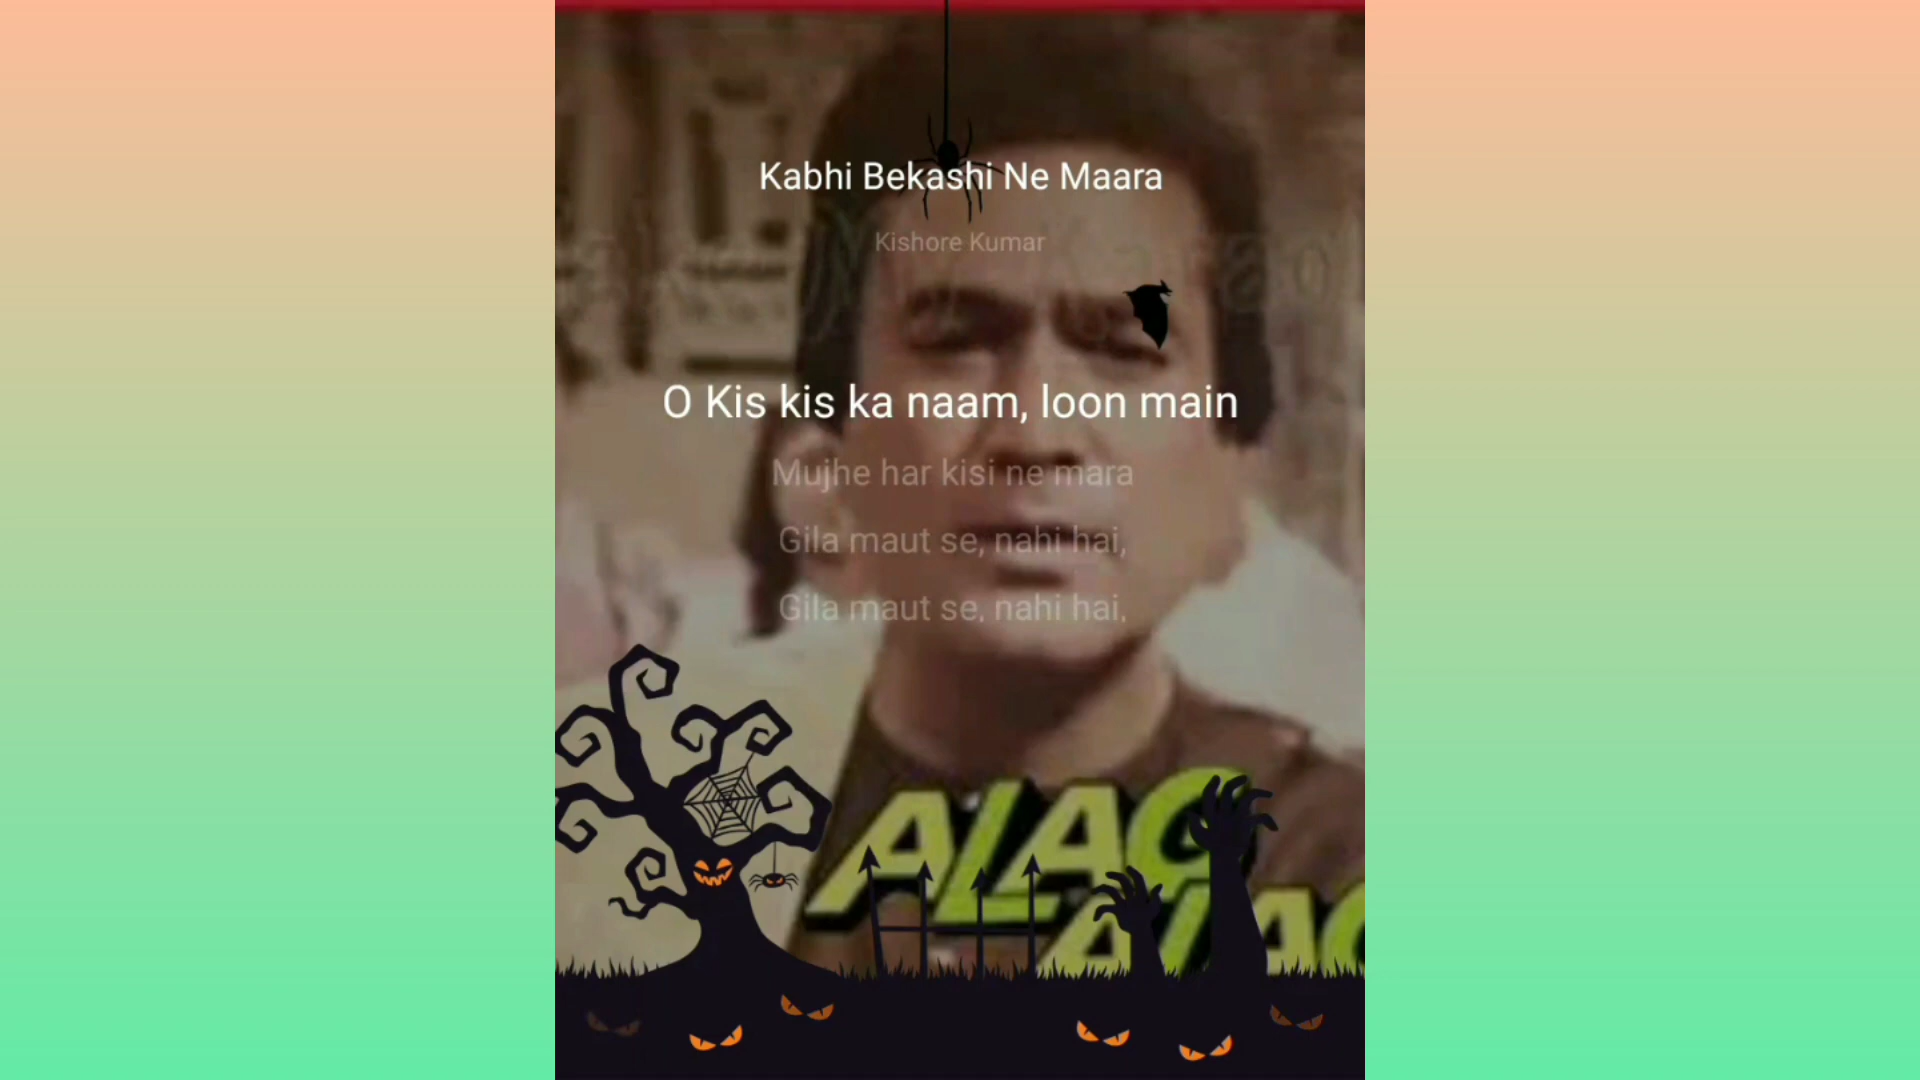 Kabhi Bekashi Ne Maara
Kishore Kumar
O Kis kis ka naam, loon main
Mujhe har kisi ne mara
Gila maut se, nahi hai,
Gila maut se, nahi hai,
ALAG
ALAG